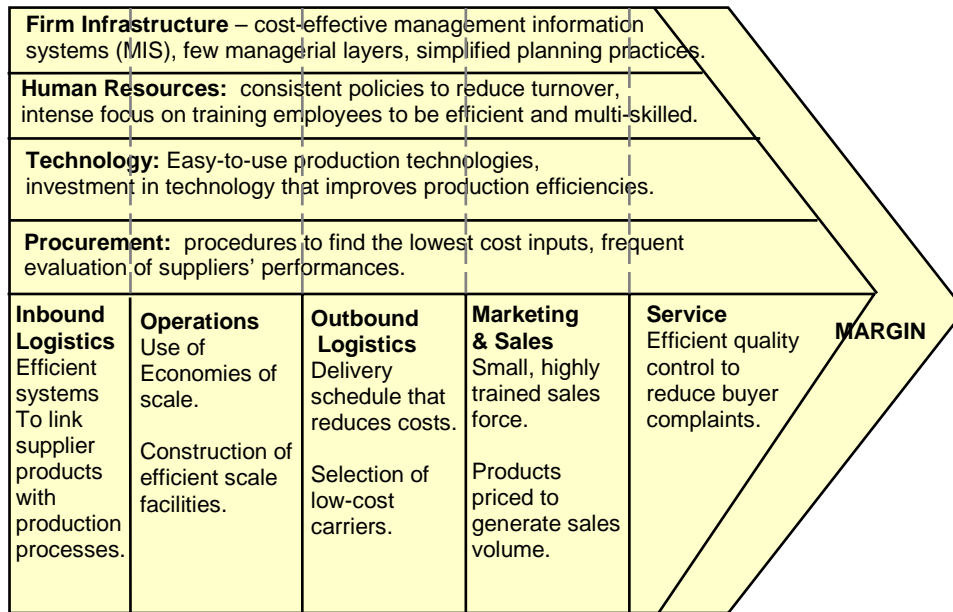 Firm Infrastructure – cost-effective management information
systems (MIS), few managerial layers, simplified planning practices.
Human Resources: consistent policies to reduce turnover,
intense focus on training employees to be efficient and multi-skilled.
Technology: Easy-to-use production technologies,
investment in technology that improves production efficiencies.
Procurement: procedures to find the lowest cost inputs, frequent
evaluation of suppliers’ performances.
Inbound
Logistics
Efficient
systems
To link
supplier
products
with
production
processes.
Operations
Use of
Economies of
scale.
Construction of
efficient scale
facilities.
Outbound
Logistics
Delivery
schedule that
reduces costs.
Selection of
low-cost
carriers.
Marketing
& Sales
Small, highly
trained sales
force.
Products
priced to
generate sales
volume.
Service
Efficient quality
control to
reduce buyer
complaints.
MARGIN